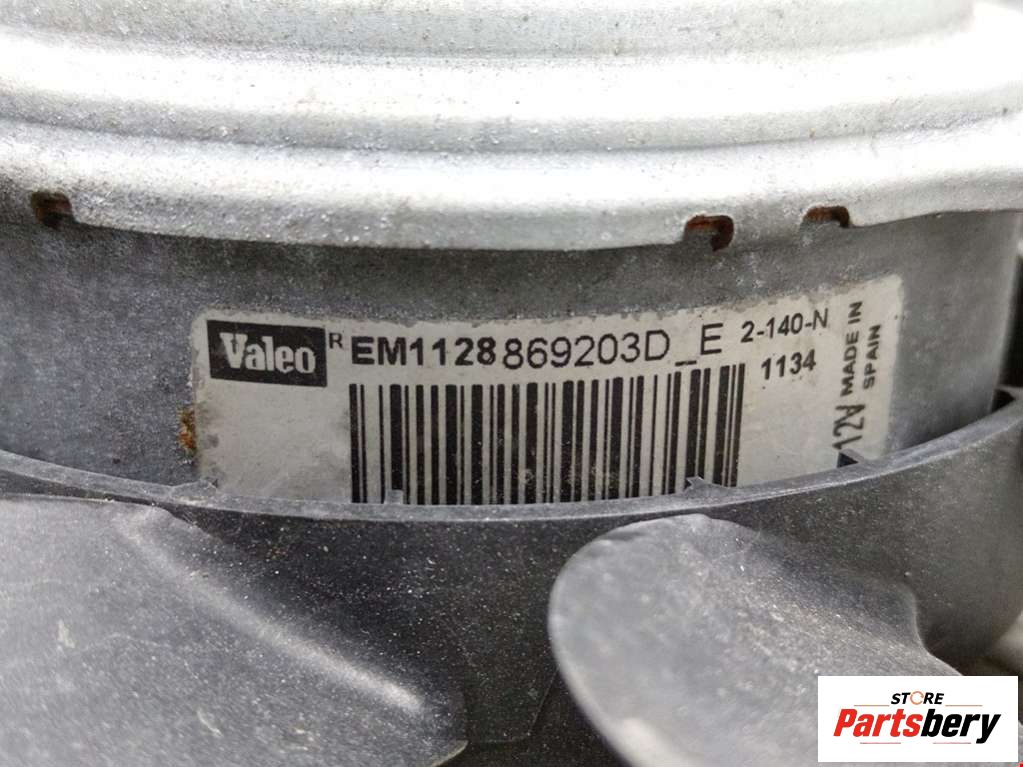 Valeo R EM1128 869203D_E 2-140-N
1134
12V MADE IN
SPAIN
STORE
Partsbery